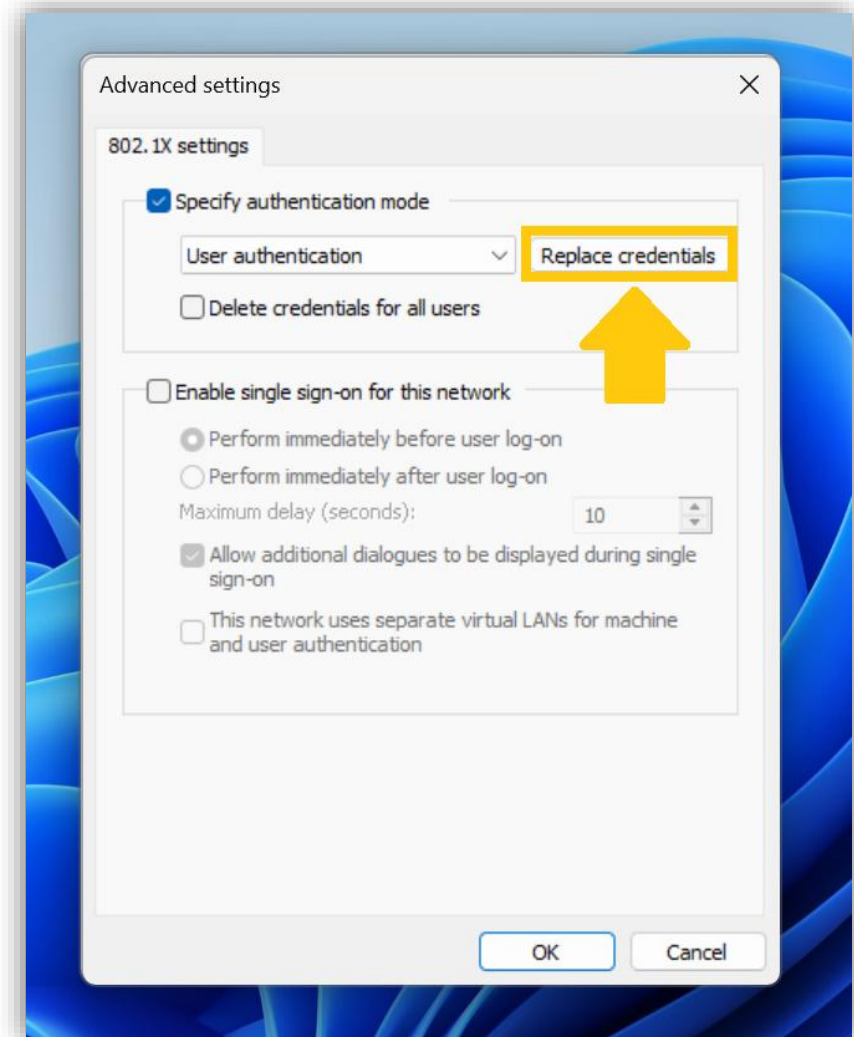 Advanced settings
802.1X settings
Specify authentication mode
User authentication
Replace credentials
Delete credentials for all users
Enable single sign-on for this network
Perform immediately before user log-on
Perform immediately after user log-on
Maximum delay (seconds):
10
Allow additional dialogues to be displayed during single
sign-on
This network uses separate virtual LANs for machine
and user authentication
OK
Cancel